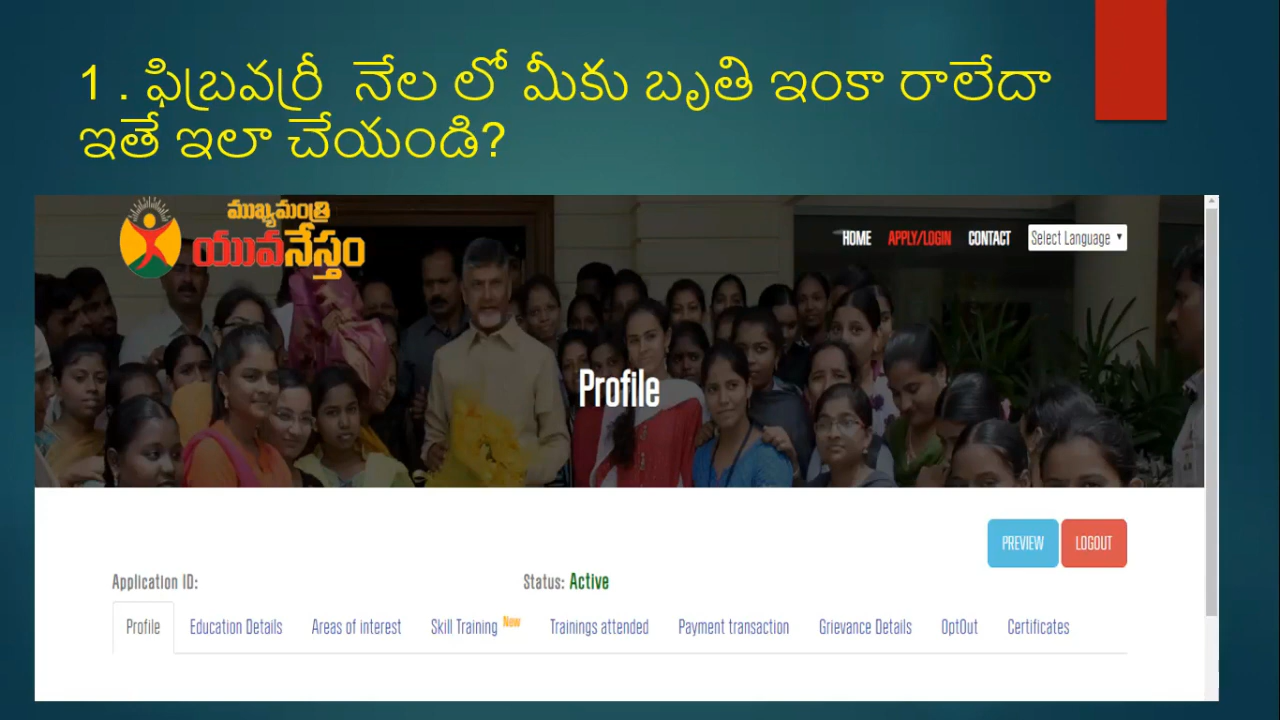 1 . ఫిబ్రవర్రీ నేల లో మీకు బృతి ఇంకా రాలేదా
ఇతే ఇలా చేయండి?
ముఖ్యమంత్రి
యువనేస్తం
HOME APPLY/LOGIN CONTACT Select Language
Profile
PREVIEW LOGOUT
Application ID: Status: Active
Profile Education Details Areas of interest Skill Training New Trainings attended Payment transaction Grievance Details OptOut Certificates